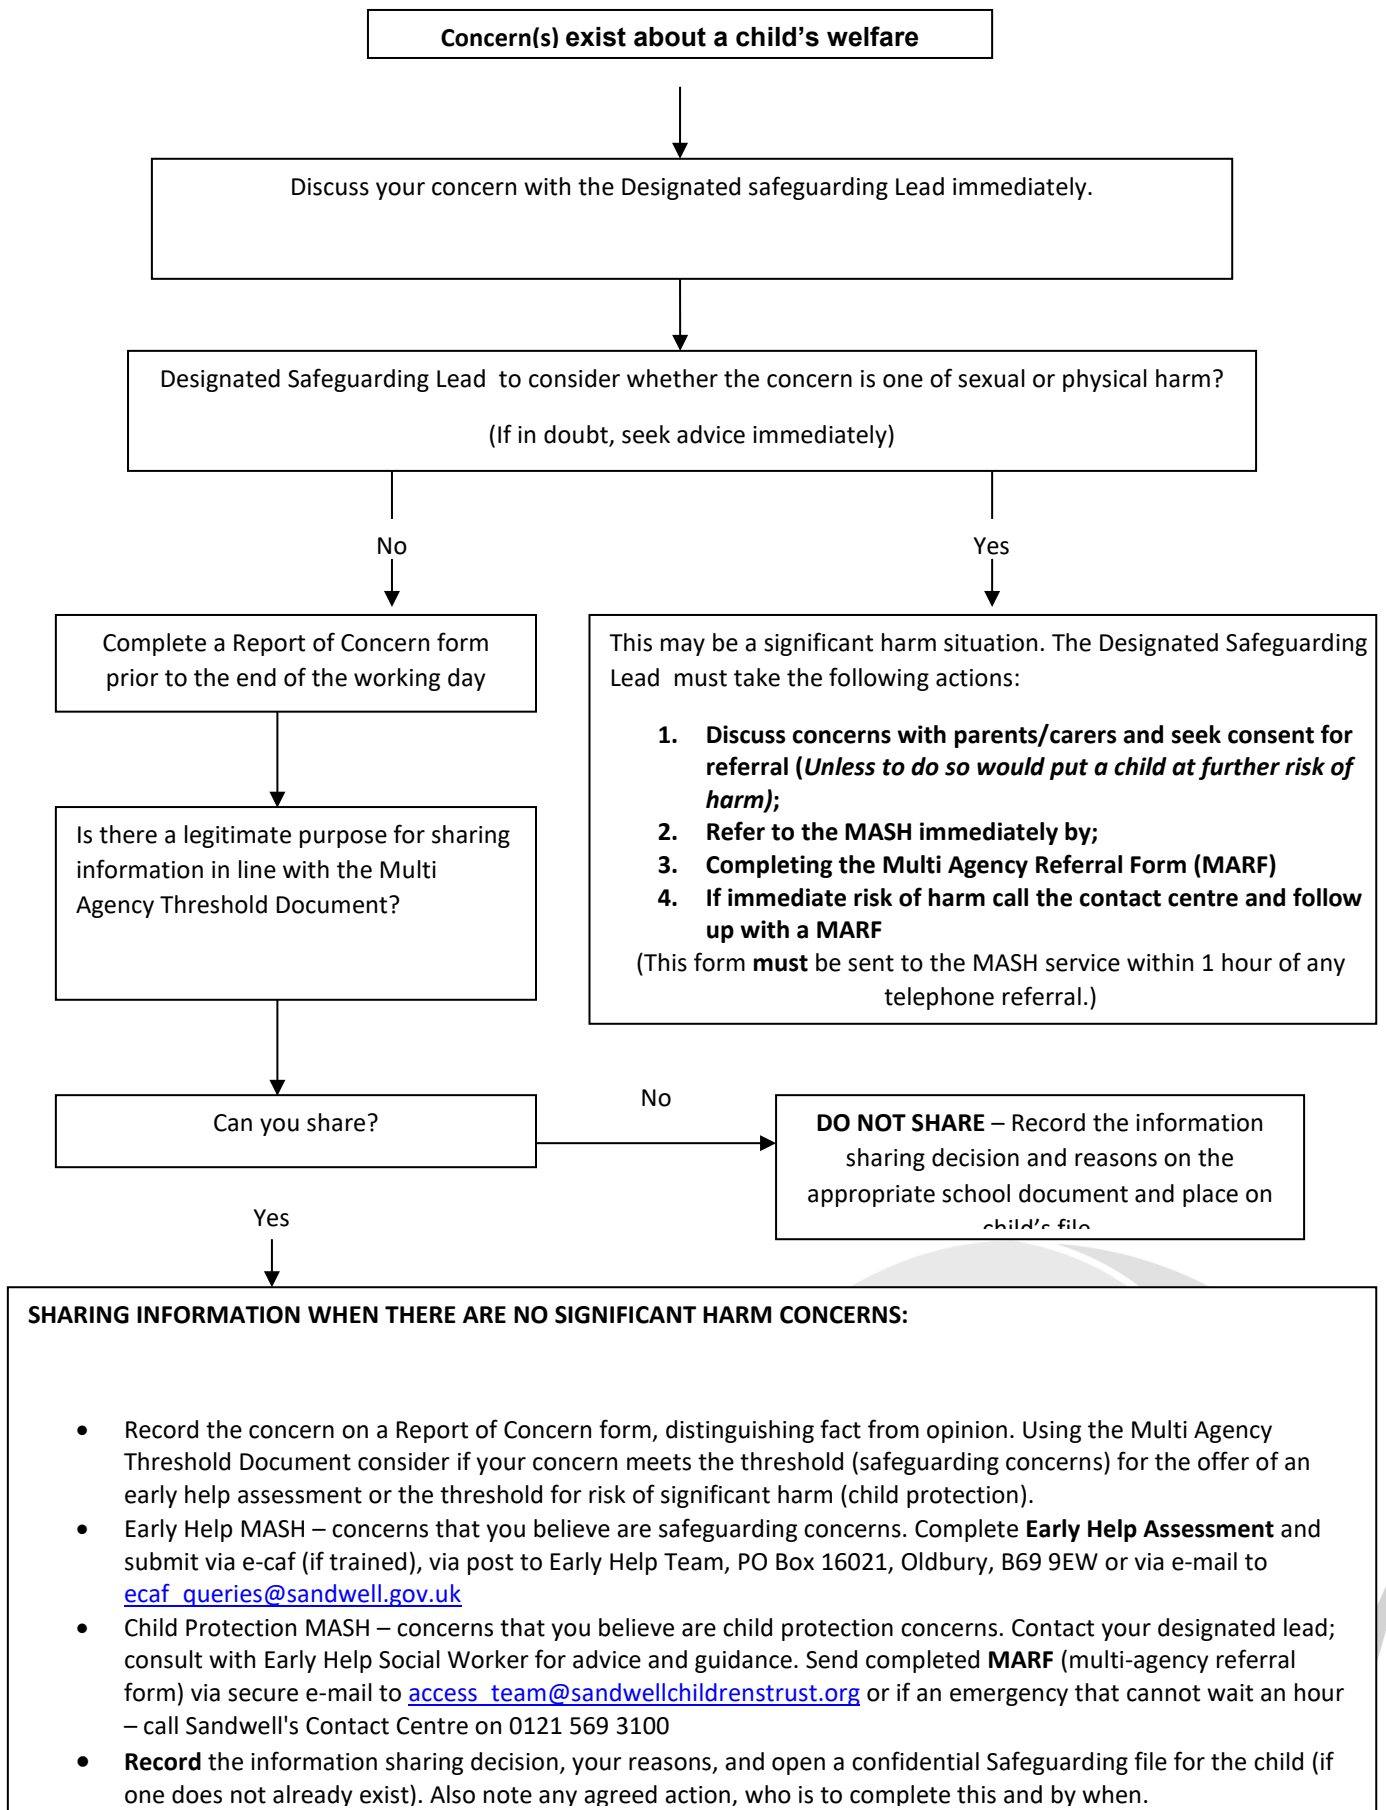 Concern(s) exist about a child’s welfare
Discuss your concern with the Designated safeguarding Lead immediately.
Designated Safeguarding Lead to consider whether the concern is one of sexual or physical harm?
(If in doubt, seek advice immediately)
No
Yes
Complete a Report of Concern form
prior to the end of the working day
This may be a significant harm situation. The Designated Safeguarding
Lead must take the following actions:
1. Discuss concerns with parents/carers and seek consent for
referral (Unless to do so would put a child at further risk of
harm);
2. Refer to the MASH immediately by;
3. Completing the Multi Agency Referral Form (MARF)
4. If immediate risk of harm call the contact centre and follow
up with a MARF
(This form must be sent to the MASH service within 1 hour of any
telephone referral.)
Is there a legitimate purpose for sharing
information in line with the Multi
Agency Threshold Document?
Can you share?
No
DO NOT SHARE – Record the information
sharing decision and reasons on the
appropriate school document and place on
child’s file
Yes
SHARING INFORMATION WHEN THERE ARE NO SIGNIFICANT HARM CONCERNS:
• Record the concern on a Report of Concern form, distinguishing fact from opinion. Using the Multi Agency
Threshold Document consider if your concern meets the threshold (safeguarding concerns) for the offer of an
early help assessment or the threshold for risk of significant harm (child protection).
• Early Help MASH – concerns that you believe are safeguarding concerns. Complete Early Help Assessment and
submit via e-caf (if trained), via post to Early Help Team, PO Box 16021, Oldbury, B69 9EW or via e-mail to
ecaf_queries@sandwell.gov.uk
• Child Protection MASH – concerns that you believe are child protection concerns. Contact your designated lead;
consult with Early Help Social Worker for advice and guidance. Send completed MARF (multi-agency referral
form) via secure e-mail to access_team@sandwellchildrenstrust.org or if an emergency that cannot wait an hour
– call Sandwell's Contact Centre on 0121 569 3100
• Record the information sharing decision, your reasons, and open a confidential Safeguarding file for the child (if
one does not already exist). Also note any agreed action, who is to complete this and by when.